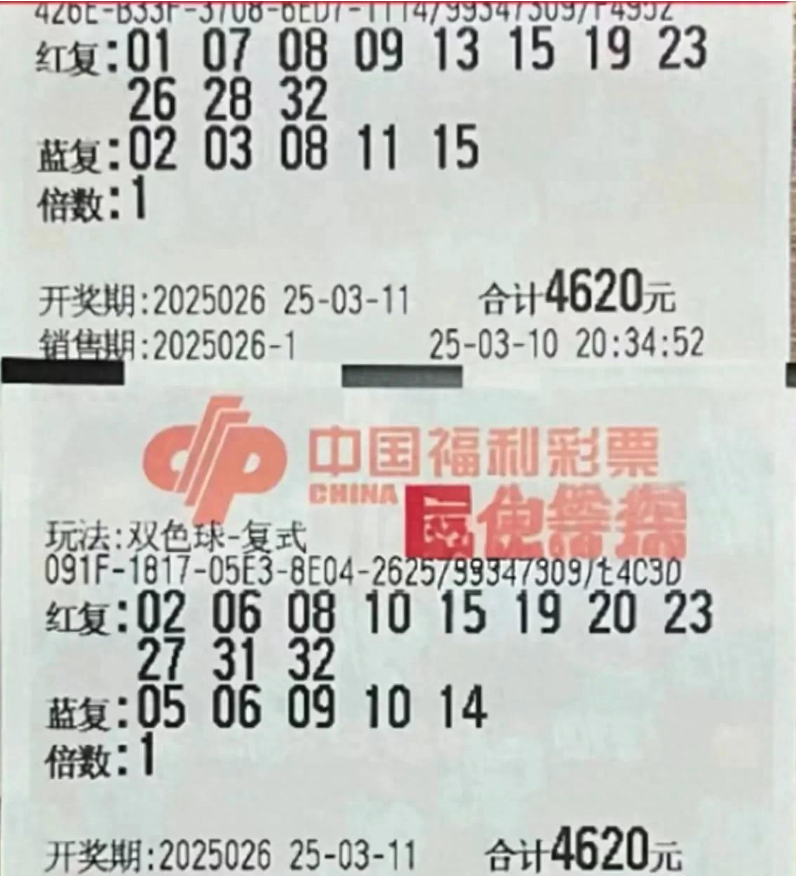 426E-B33F-3708-6ED7-1114/99347309/F4952
红复:01 07 08 09 13 15 19 23
26 28 32
蓝复:02 03 08 11 15
倍数:1
开奖期:2025026 25-03-11 合计4620元
销售期:2025026-1 25-03-10 20:34:52
中国福利彩票
CHINA
玩法:双色球-复式
091F-1817-05E3-8E04-2625/99347309/t4C3D
红复:02 06 08 10 15 19 20 23
27 31 32
蓝复:05 06 09 10 14
倍数:1
开奖期:2025026 25-03-11 合计4620元